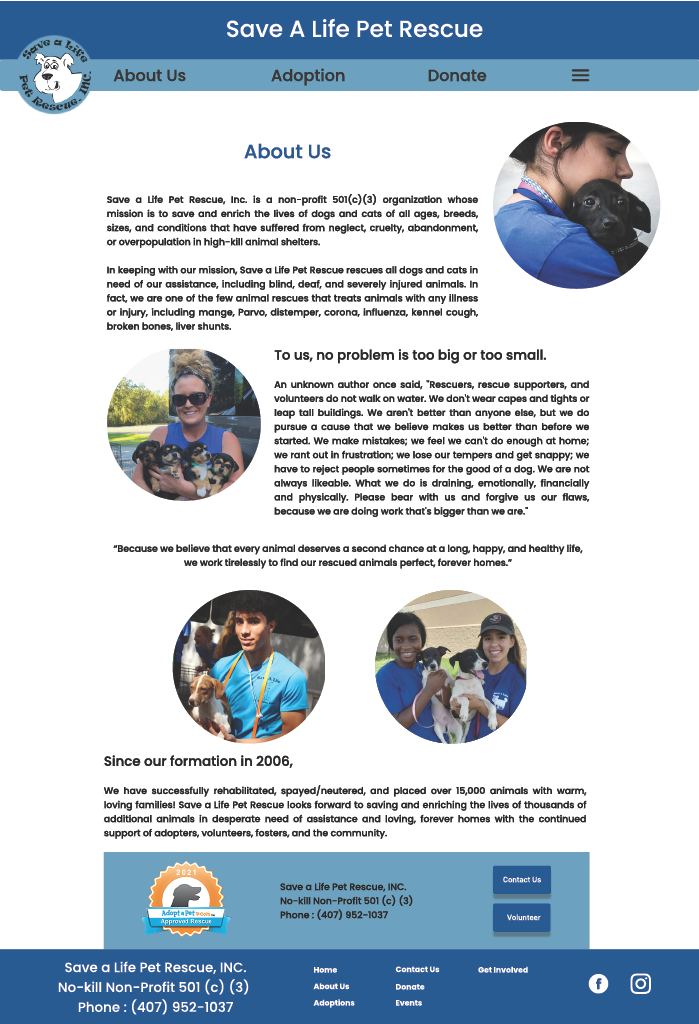 Save A Life Pet Rescue
Save a Life
Pet Rescue, Inc.
About Us
Adoption
Donate
About Us
Save a Life Pet Rescue, Inc. is a non-profit 501(c)(3) organization whose
mission is to save and enrich the lives of dogs and cats of all ages, breeds,
sizes, and conditions that have suffered from neglect, cruelty, abandonment,
or overpopulation in high-kill animal shelters.
In keeping with our mission, Save a Life Pet Rescue rescues all dogs and cats in
need of our assistance, including blind, deaf, and severely injured animals. In
fact, we are one of the few animal rescues that treats animals with any illness
or injury, including mange, Parvo, distemper, corona, influenza, kennel cough,
broken bones, liver shunts.
To us, no problem is too big or too small.
An unknown author once said, "Rescuers, rescue supporters, and
volunteers do not walk on water. We don't wear capes and tights or
leap tall buildings. We aren't better than anyone else, but we do
pursue a cause that we believe makes us better than before we
started. We make mistakes; we feel we can't do enough at home;
we rant out in frustration; we lose our tempers and get snappy; we
have to reject people sometimes for the good of a dog. We are not
always likeable. What we do is draining, emotionally, financially
and physically. Please bear with us and forgive us our flaws,
because we are doing work that's bigger than we are."
“Because we believe that every animal deserves a second chance at a long, happy, and healthy life,
we work tirelessly to find our rescued animals perfect, forever homes.”
Save A Life
Since our formation in 2006,
We have successfully rehabilitated, spayed/neutered, and placed over 15,000 animals with warm,
loving families! Save a Life Pet Rescue looks forward to saving and enriching the lives of thousands of
additional animals in desperate need of assistance and loving, forever homes with the continued
support of adopters, volunteers, fosters, and the community.
2021
Adopt a Pet
Approved Rescue
Save a Life Pet Rescue, INC.
No-kill Non-Profit 501 (c) (3)
Phone : (407) 952-1037
Contact Us
Volunteer
Save a Life Pet Rescue, INC.
No-kill Non-Profit 501 (c) (3)
Phone : (407) 952-1037
Home
About Us
Adoptions
Contact Us
Donate
Events
Get Involved